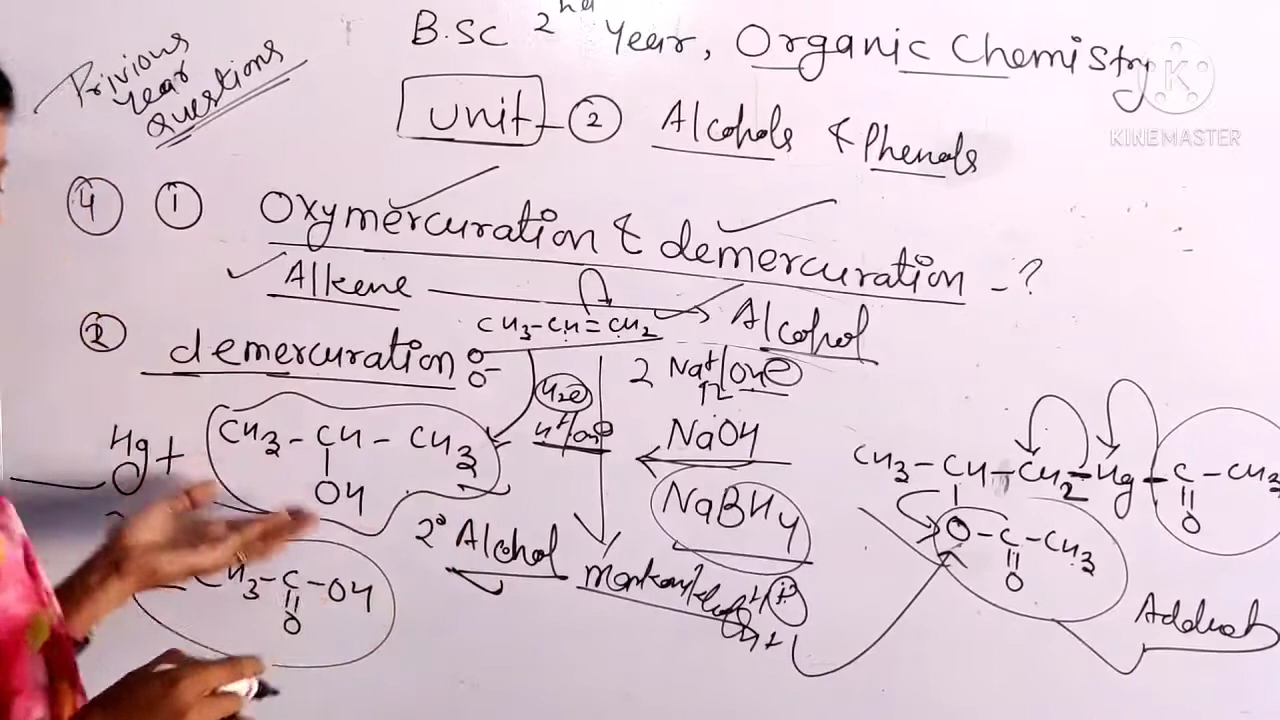 B.Sc 2nd Year, Organic Chemistry
Privious
Year
questions
KINEMASTER
Unit - 2 Alcohols & Phenols
4 1 Oxymercuration & demercuration - ?
Alkene → Alcohol
CH3-CH=CH2
2 demercuration
2 Na+/OH⊖
H2O
H+/OH⊖
NaOH
NaBH4
Hg + CH3-CH-CH3
OH
2° Alcohol
CH3-CH-CH2-Hg-C-CH3
O
O-C-CH3
O
CH3-C-OH
O
H+
Adduct